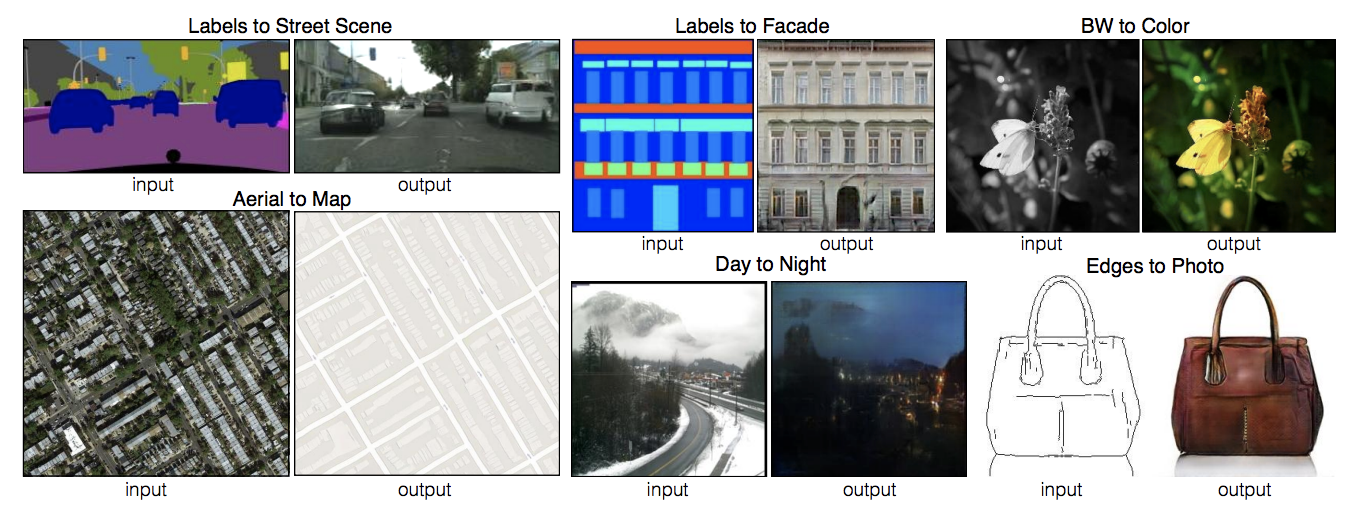 Labels to Street Scene
input
output
Aerial to Map
input
output
Labels to Facade
input
output
BW to Color
input
output
Day to Night
input
output
Edges to Photo
input
output